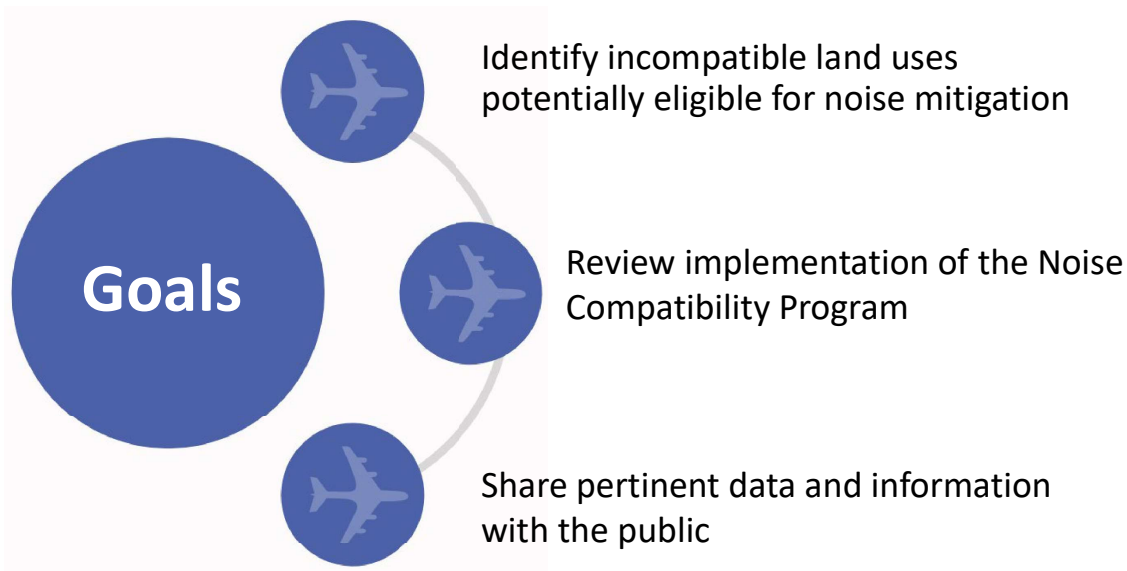 Goals
Identify incompatible land uses
potentially eligible for noise mitigation
Review implementation of the Noise
Compatibility Program
Share pertinent data and information
with the public